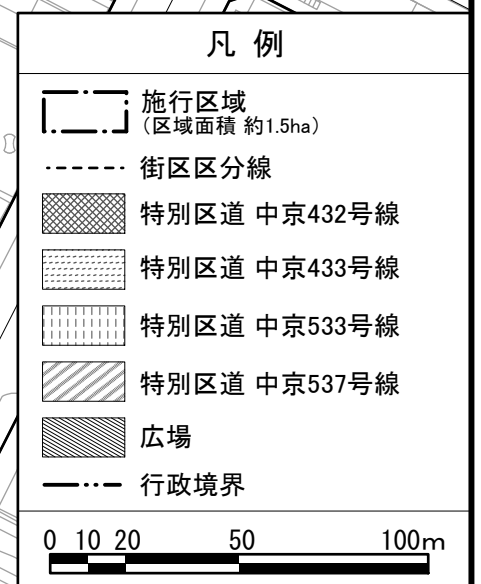 凡 例
施行区域
（区域面積 約1.5ha）
街区区分線
特別区道 中京432号線
特別区道 中京433号線
特別区道 中京533号線
特別区道 中京537号線
広場
行政境界
0 10 20 50 100m